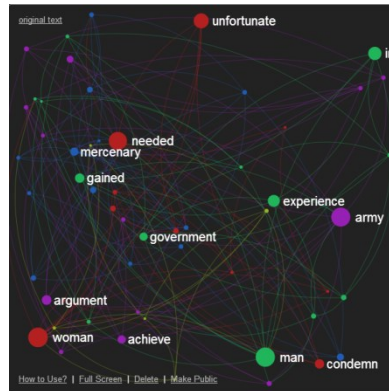 original text
unfortunate
needed
mercenary
gained
experience
army
government
argument
woman
achieve
man
condemn
How to Use? | Full Screen | Delete | Make Public